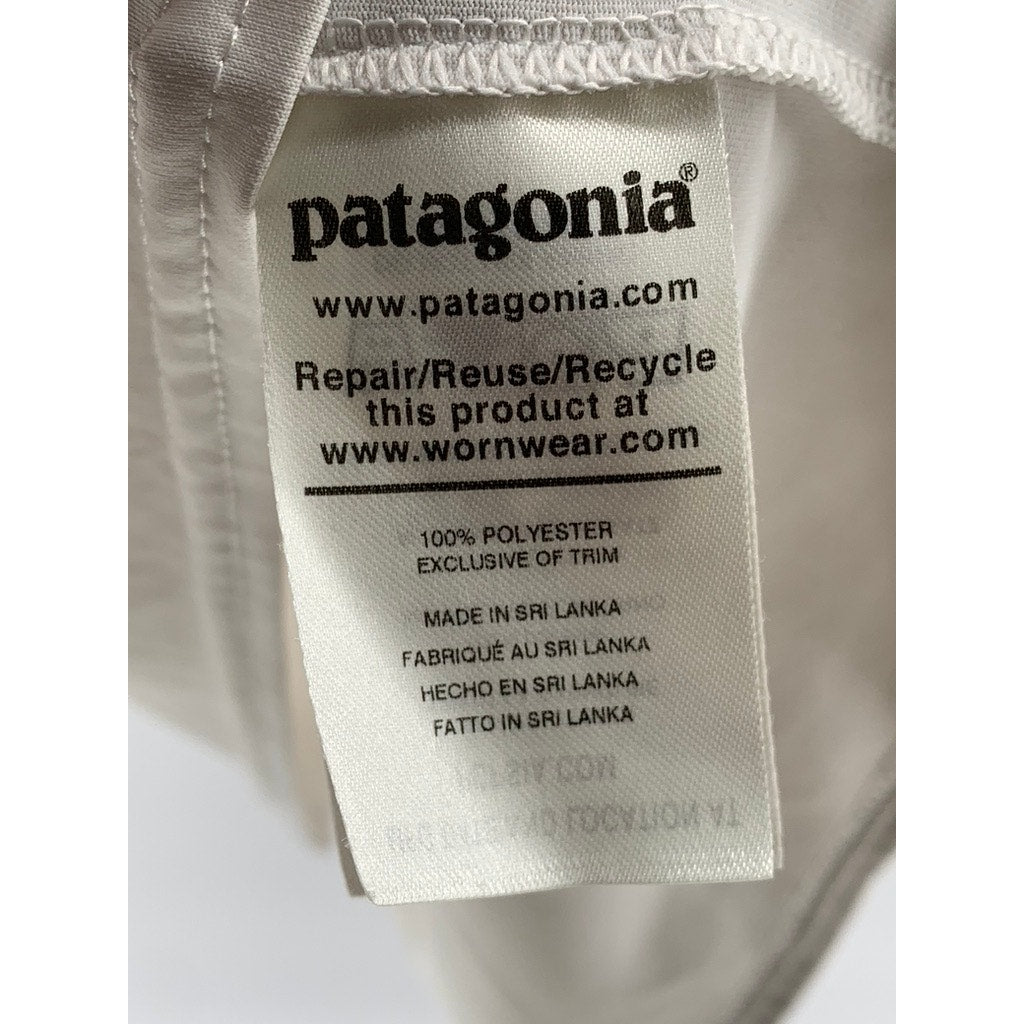 patagonia®
www.patagonia.com
Repair/Reuse/Recycle
this product at
www.wornwear.com
100% POLYESTER
EXCLUSIVE OF TRIM
MADE IN SRI LANKA
FABRIQUÉ AU SRI LANKA
HECHO EN SRI LANKA
FATTO IN SRI LANKA